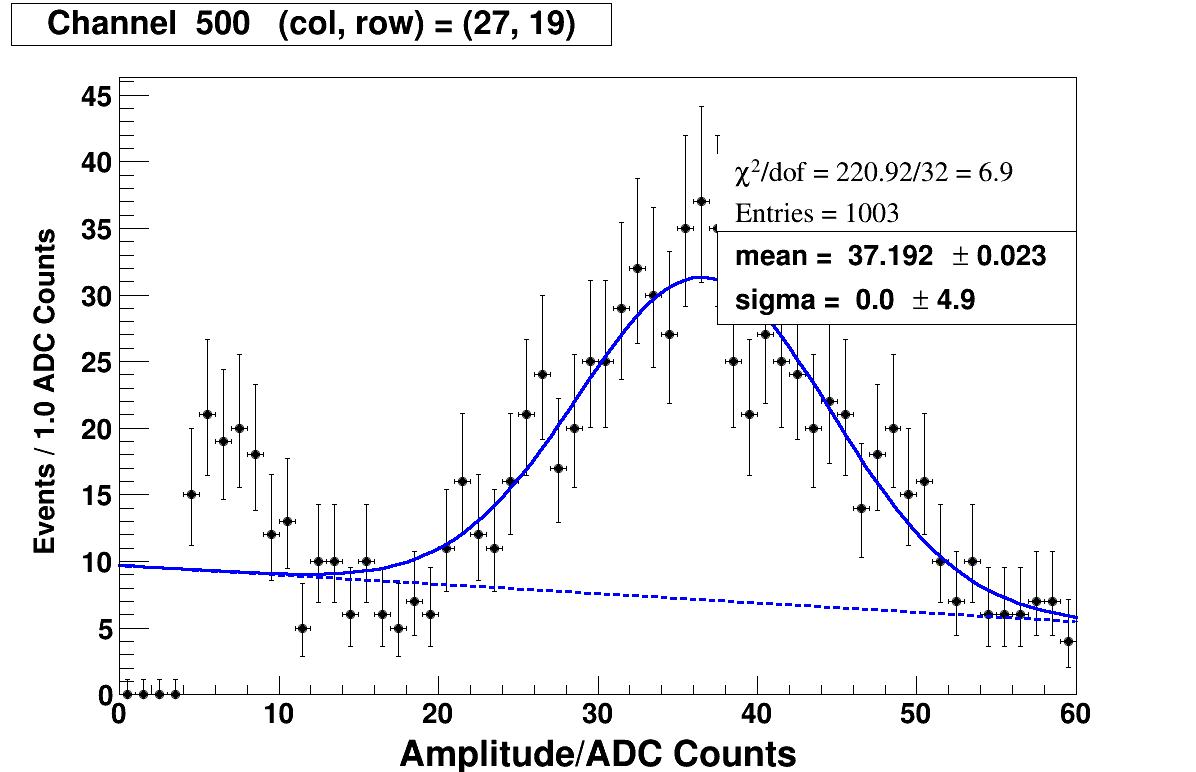 Channel 500 (col, row) = (27, 19)
45
40
35
30
25
20
15
10
5
0
Events / 1.0 ADC Counts
χ²/dof = 220.92/32 = 6.9
Entries = 1003
mean = 37.192 ± 0.023
sigma = 0.0 ± 4.9
0 10 20 30 40 50 60
Amplitude/ADC Counts